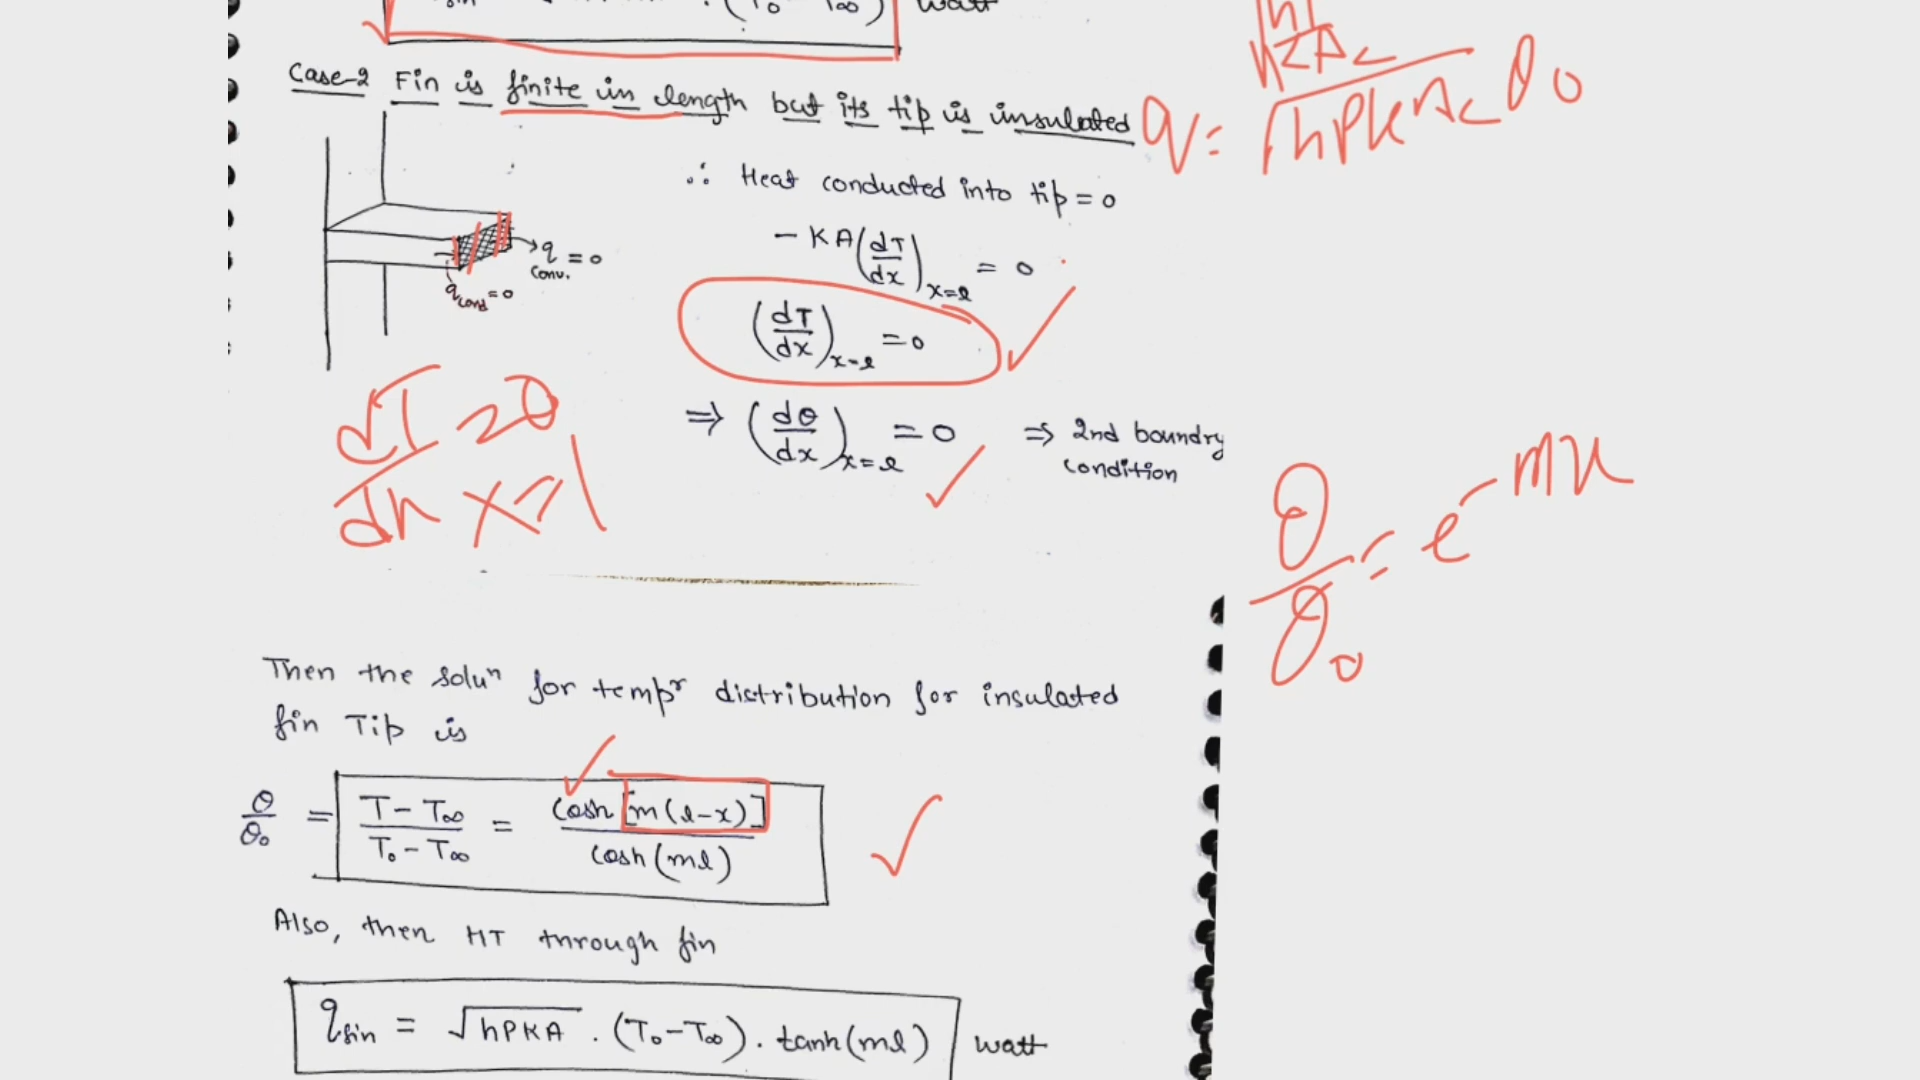 (T₀ - T∞) watt
Case-2 Fin is finite in length but its tip is insulated
q = √hPKAc θ₀
∴ Heat conducted into tip = 0
- KA (dT/dx)x=l = 0
q conv. = 0
qcond = 0
(dT/dx)x=l = 0
⇒ (dθ/dx)x=l = 0 ⇒ 2nd boundry condition
θ/θ₀ = e^-mx
Then the soluⁿ for tempʳ distribution for insulated
fin Tip is
θ/θ₀ = (T - T∞)/(T₀ - T∞) = cosh [m(l-x)]/cosh(ml)
Also, then HT through fin
qfin = √hPKA . (T₀-T∞) . tanh(ml) watt